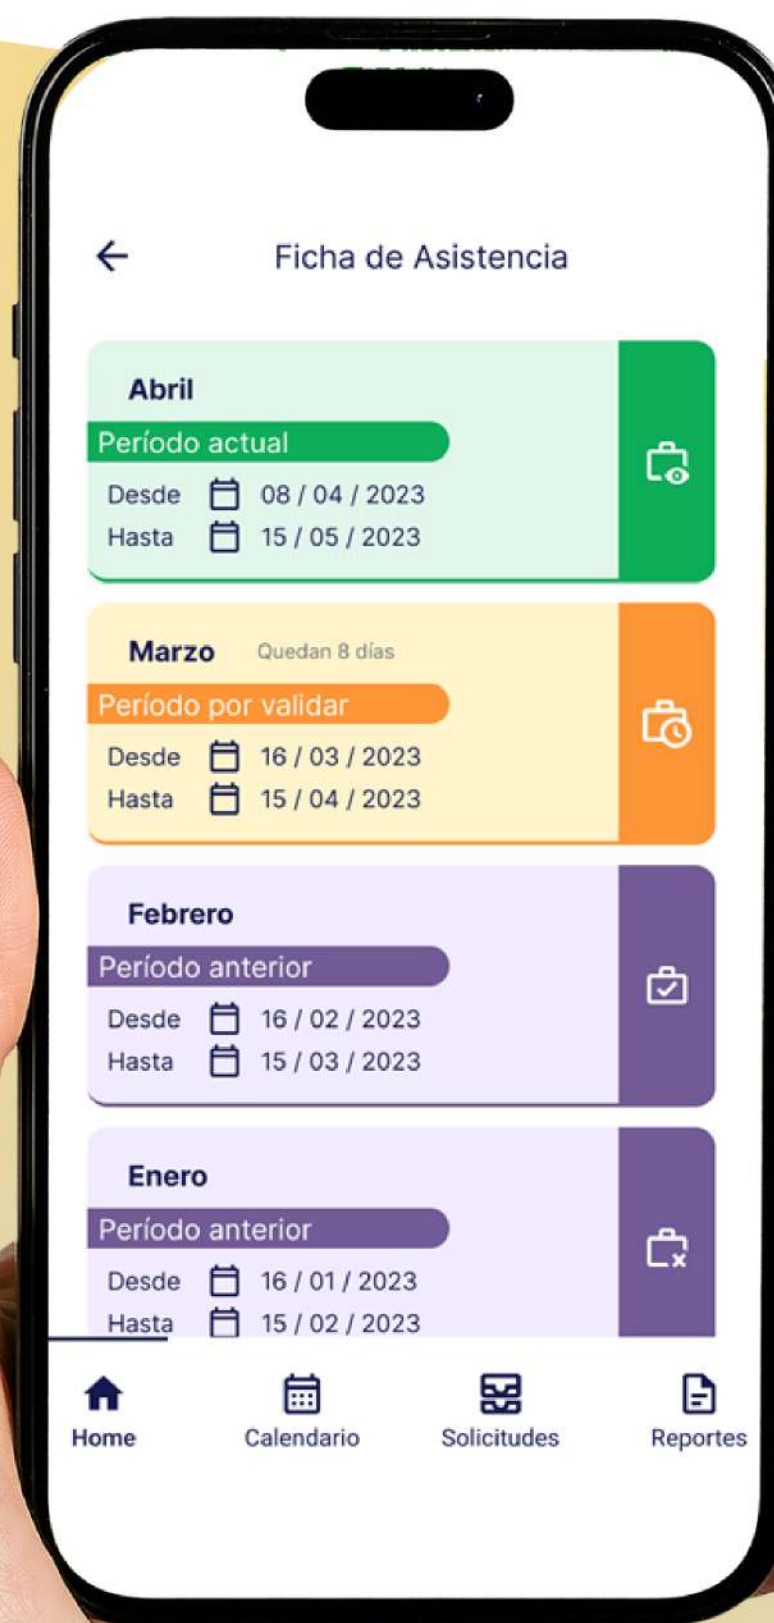 Ficha de Asistencia
Abril
Período actual
Desde 08 / 04 / 2023
Hasta 15 / 05 / 2023
Marzo Quedan 8 días
Período por validar
Desde 16 / 03 / 2023
Hasta 15 / 04 / 2023
Febrero
Período anterior
Desde 16 / 02 / 2023
Hasta 15 / 03 / 2023
Enero
Período anterior
Desde 16 / 01 / 2023
Hasta 15 / 02 / 2023
Home Calendario Solicitudes Reportes